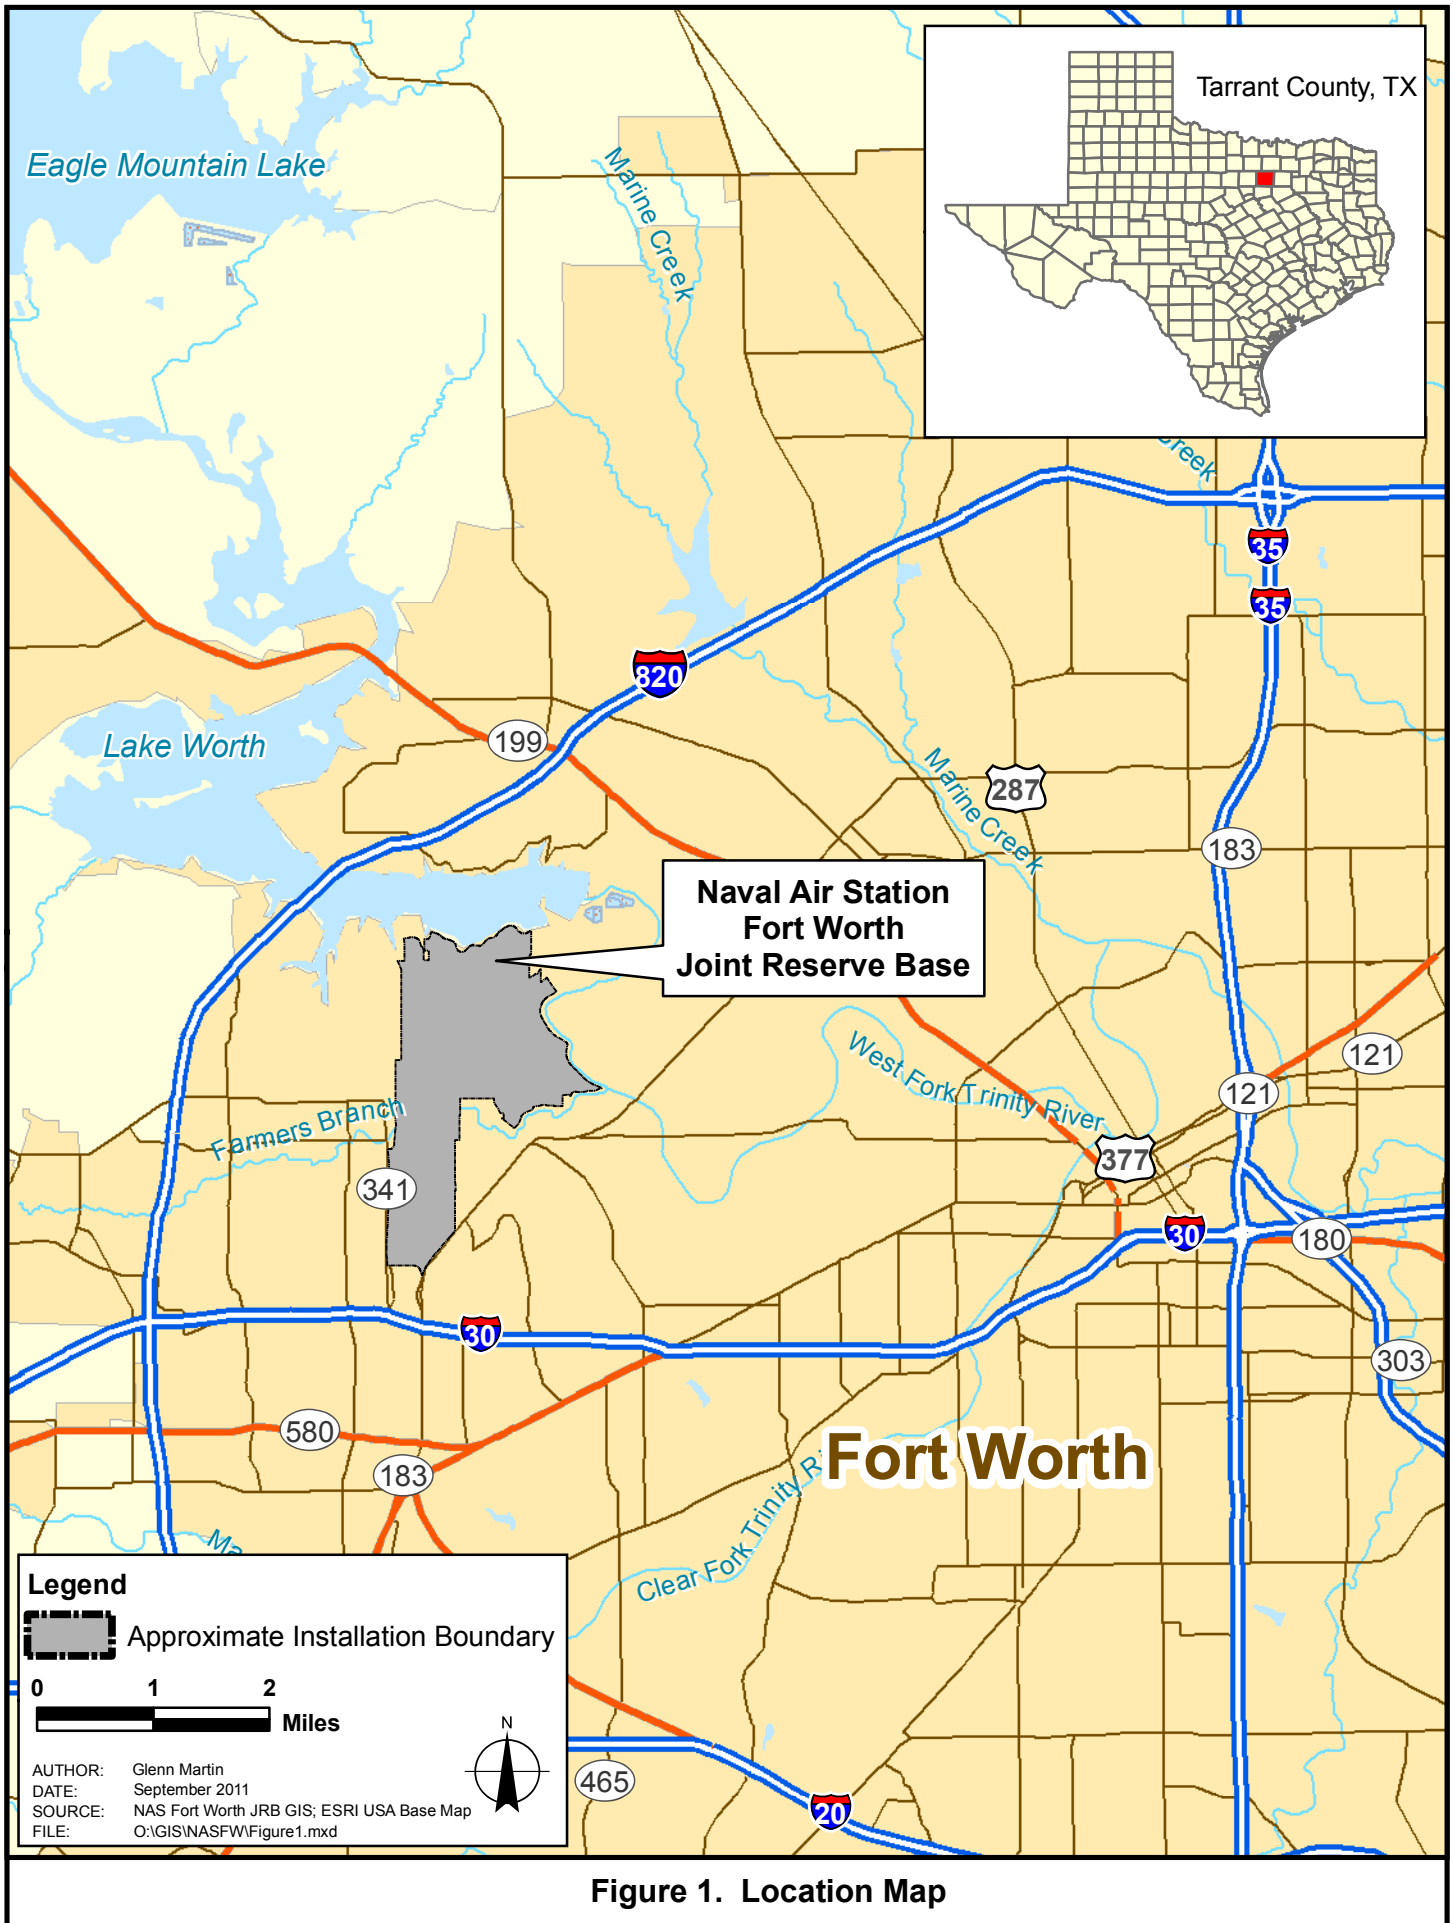 Tarrant County, TX
Eagle Mountain Lake
Marine Creek
Creek
35
35
820
Lake Worth
199
287
Marine Creek
183
Naval Air Station
Fort Worth
Joint Reserve Base
West Fork Trinity River
121
121
Farmers Branch
377
341
30
180
30
303
580
Fort Worth
183
Clear Fork Trinity Ri
Ma
Legend
Approximate Installation Boundary
0 1 2
Miles
N
AUTHOR: Glenn Martin
DATE: September 2011
SOURCE: NAS Fort Worth JRB GIS; ESRI USA Base Map
FILE: O:\GIS\NASFW\Figure1.mxd
465
20
Figure 1. Location Map